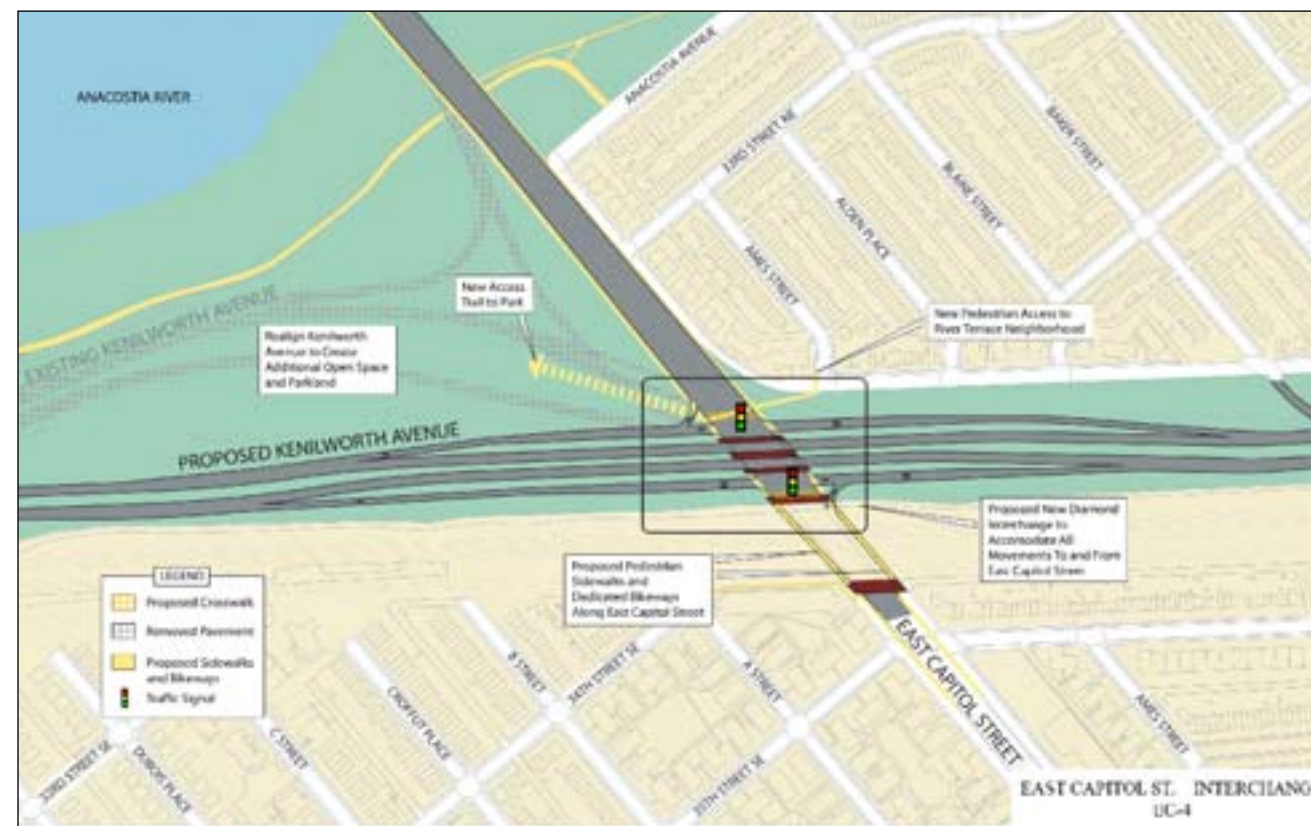 ANACOSTIA RIVER
ANACOSTIA AVENUE
33RD STREET NE
BAKER STREET
BLAINE STREET
ALDEN PLACE
AMES STREET
New Access
Trail to Park
New Pedestrian Access to
River Terrace Neighborhood
EXISTING KENILWORTH AVENUE
Realign Kenilworth
Avenue to Create
Additional Open Space
and Parkland
PROPOSED KENILWORTH AVENUE
Proposed New Diamond
Interchange to
Accomodate All
Movements To and From
East Capitol Street
Proposed Pedestrian
Sidewalks and
Dedicated Bikeways
Along East Capitol Street
LEGEND
Proposed Crosswalk
Removed Pavement
Proposed Sidewalks
and Bikeways
Traffic Signal
EAST CAPITOL STREET
B STREET
34TH STREET SE
A STREET
CROFFUT PLACE
C STREET
33RD STREET SE
DUBOIS PLACE
35TH STREET SE
AMES STREET
EAST CAPITOL ST. INTERCHANG
UC-4